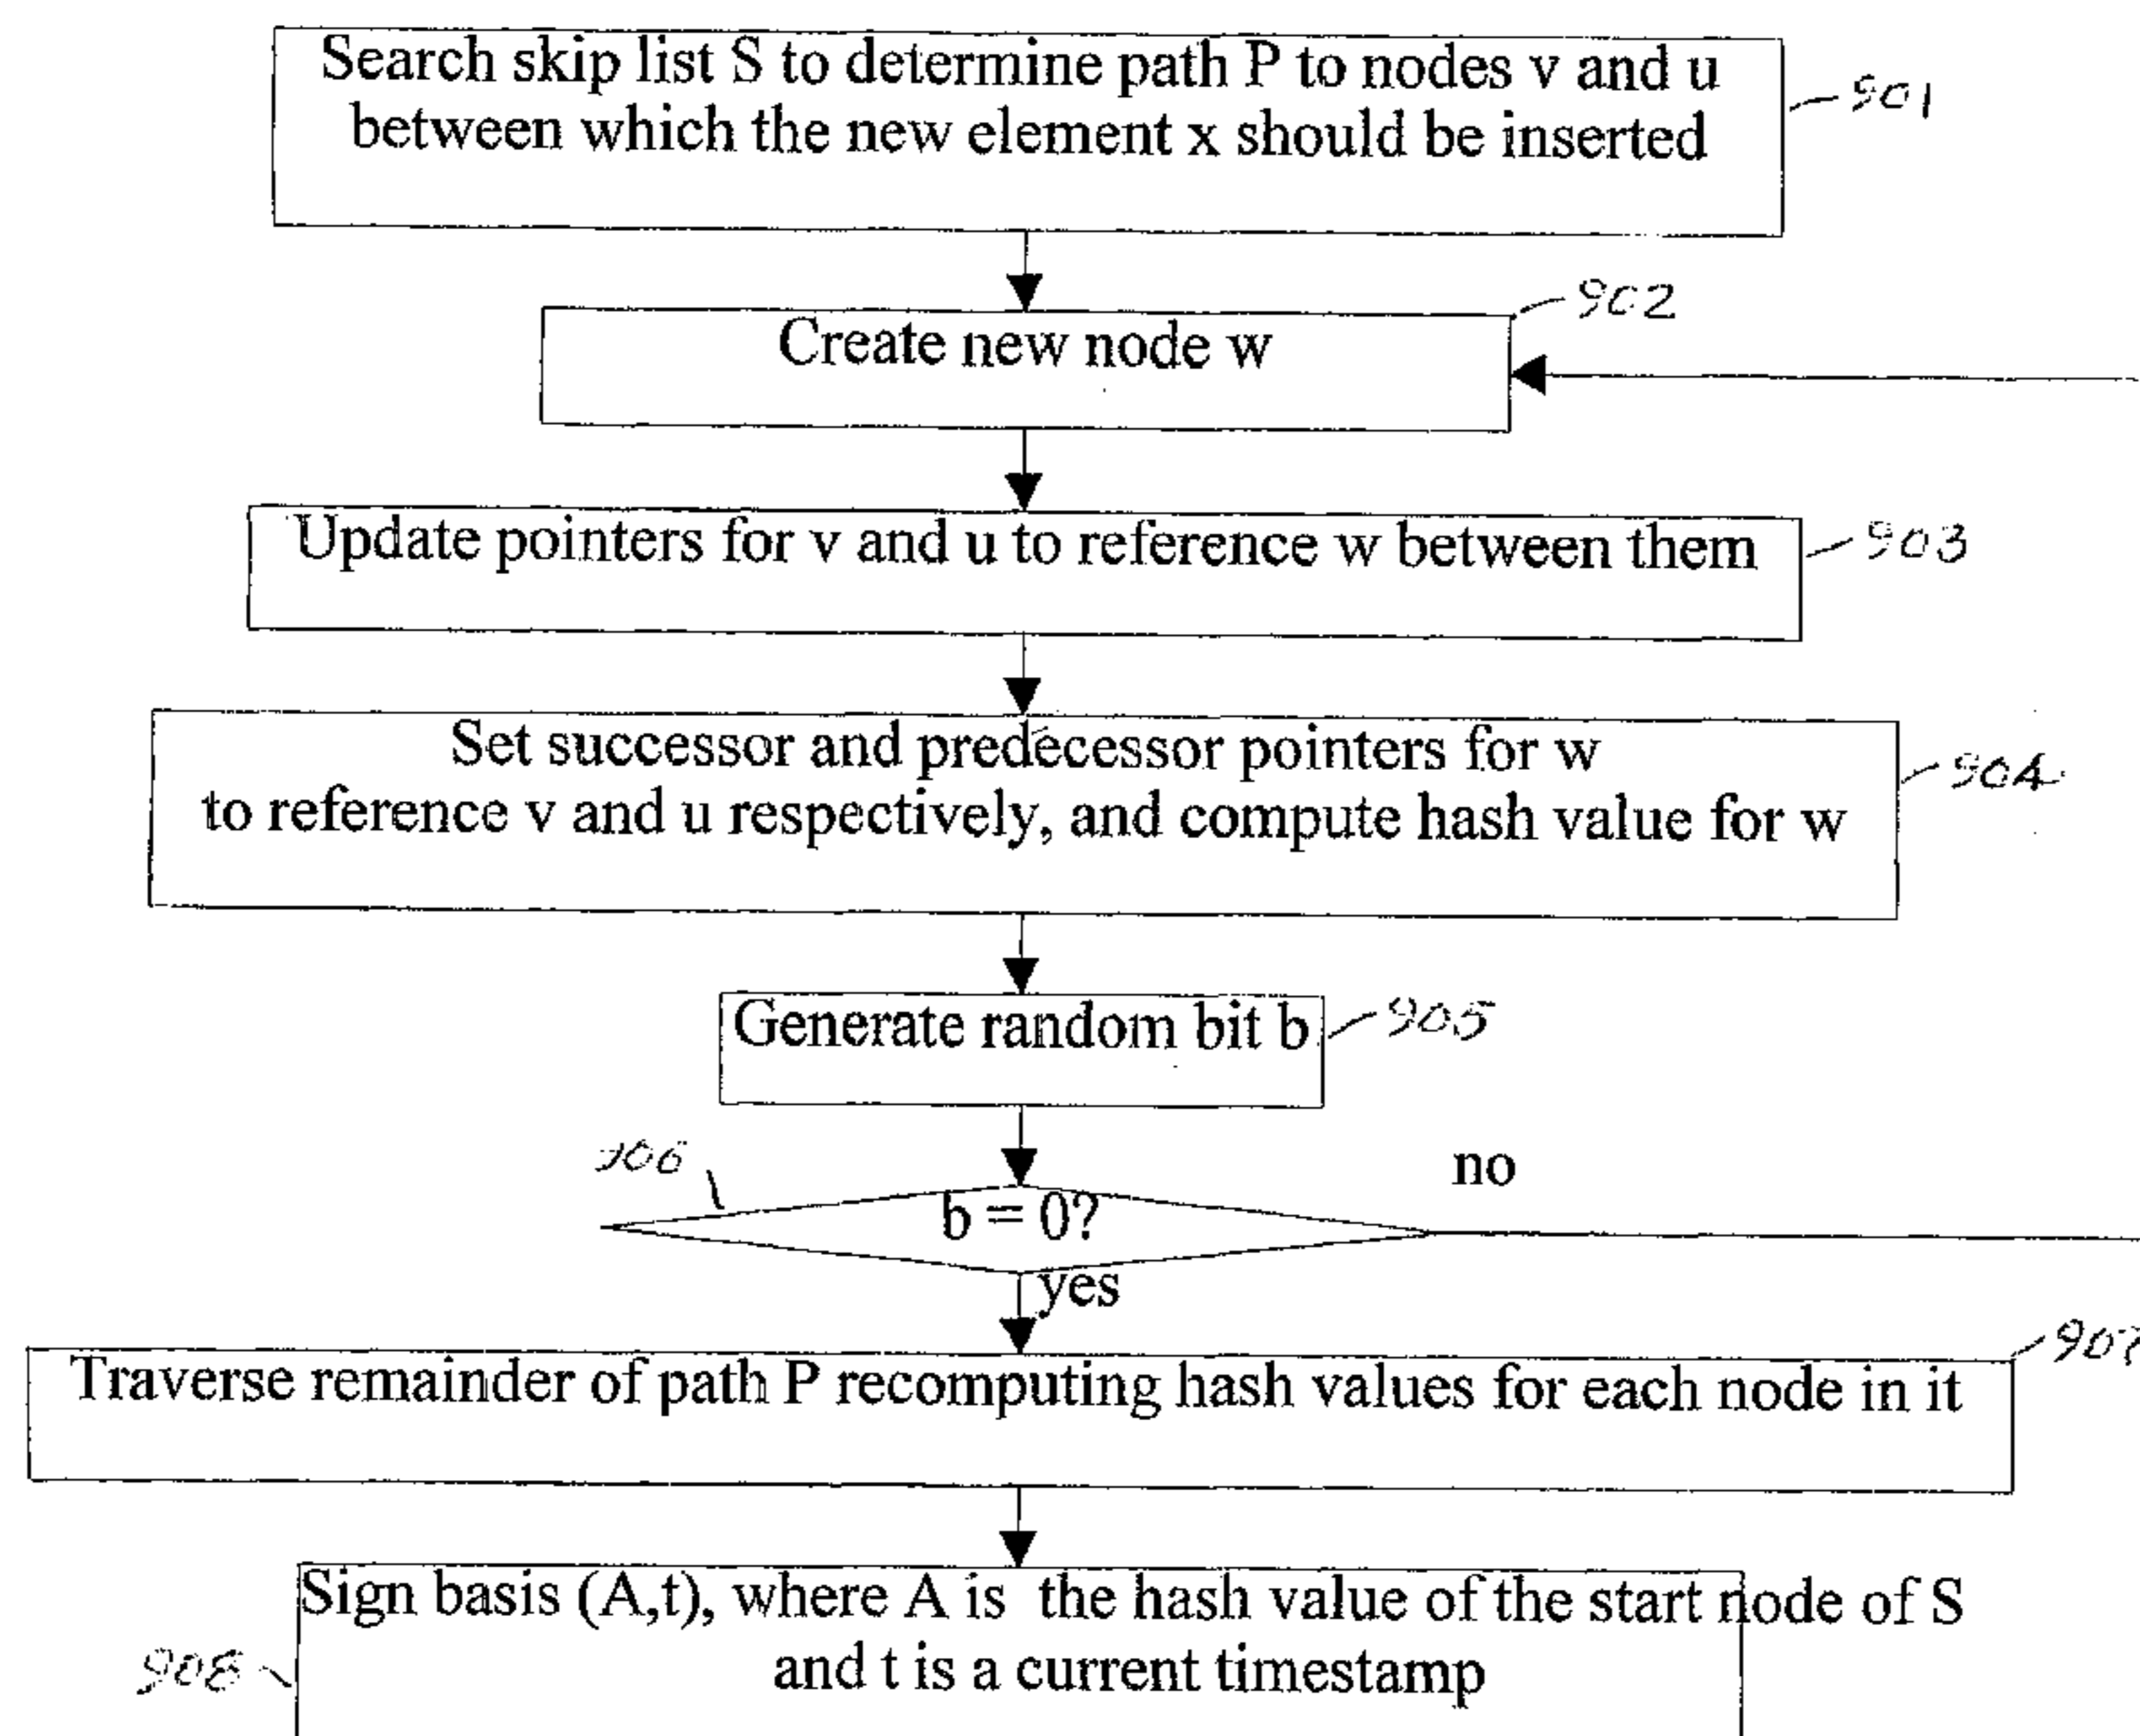 Search skip list S to determine path P to nodes v and u
between which the new element x should be inserted
901
902
Create new node w
Update pointers for v and u to reference w between them
903
Set successor and predecessor pointers for w
904
to reference v and u respectively, and compute hash value for w
Generate random bit b
905
906
no
b = 0?
yes
907
Traverse remainder of path P recomputing hash values for each node in it
Sign basis (A,t), where A is the hash value of the start node of S
and t is a current timestamp
908